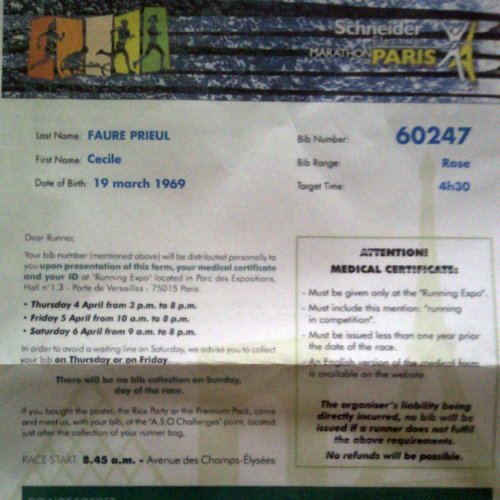 Schneider
Electric
MARATHON DE PARIS
Last Name: FAURE PRIEUL
Bib Number: 60247
First Name: Cecile
Bib Range: Rose
Date of Birth: 19 march 1969
Target Time: 4h30
Dear Runner,
Your bib number (mentioned above) will be distributed personally to
you upon presentation of this form, your medical certificate
and your ID at "Running Expo" located in Parc des Expositions,
Hall n°1.3 - Porte de Versailles - 75015 Paris.
• Thursday 4 April from 3 p.m. to 8 p.m.
• Friday 5 April from 10 a.m. to 8 p.m.
• Saturday 6 April from 9 a.m. to 8 p.m.
In order to avoid a waiting line on Saturday, we advise you to collect
your bib on Thursday or on Friday.
There will be no bib collection on Sunday,
day of the race.
If you bought the poster, the Rice Party or the Premium Pack, come
and meet us, with your bib, at the "A.S.O Challenges" point, located
just after the collection of your runner bag.
RACE START: 8.45 a.m. - Avenue des Champs-Élysées
ATTENTION!
MEDICAL CERTIFICATE:
- Must be given only at the "Running Expo".
- Must include this mention: "running
in competition".
- Must be issued less than one year prior
the date of the race.
- An English version of the medical form
is available on the website.
The organiser's liability being
directly incurred, no bib will be
issued if a runner does not fulfil
the above requirements.
No refunds will be possible.